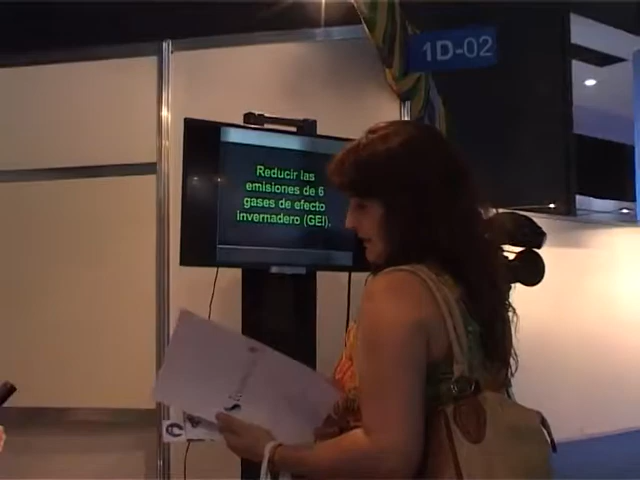 1D-02
Reducir las
emisiones de 6
gases de efecto
invernadero (GEI).